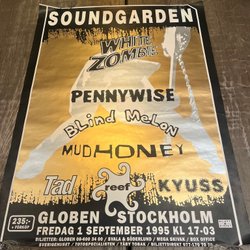 SOUNDGARDEN
WHITE
ZOMBIE
PENNYWISE
Blind Melon
MUDHONEY
Tad
reef
KYUSS
235:-
GLOBEN STOCKHOLM
FREDAG 1 SEPTEMBER 1995 KL 17-03